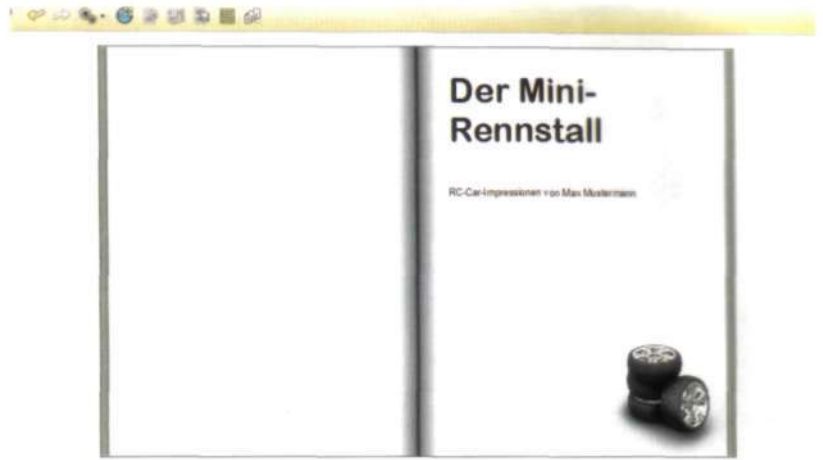 Der Mini-
Rennstall
RC-Car-Impressionen von Max Mustermann